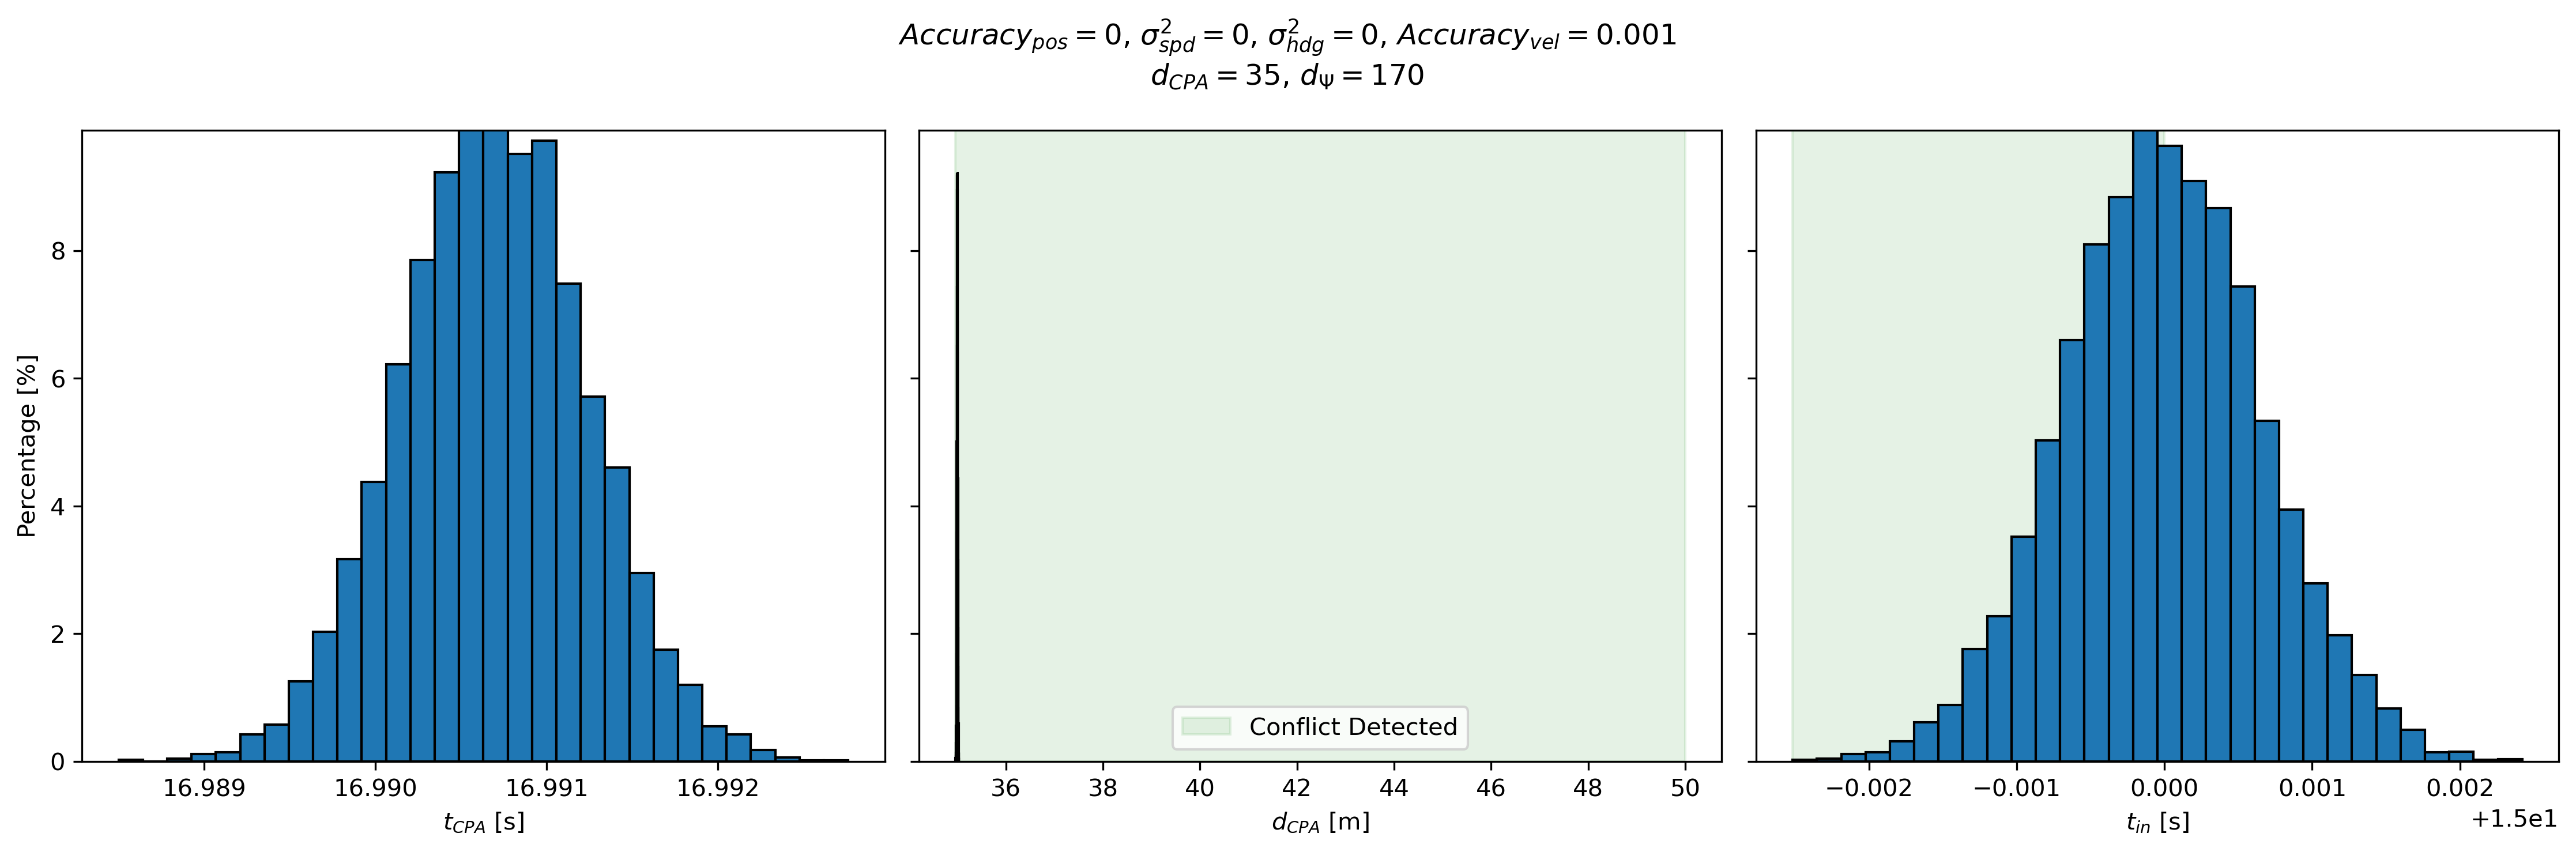 Accuracy_pos = 0, σ²_spd = 0, σ²_hdg = 0, Accuracy_vel = 0.001
d_CPA = 35, d_Ψ = 170
Percentage [%]
8
6
4
2
0
16.989 16.990 16.991 16.992
t_CPA [s]
Conflict Detected
36 38 40 42 44 46 48 50
d_CPA [m]
−0.002 −0.001 0.000 0.001 0.002
+1.5e1
t_in [s]